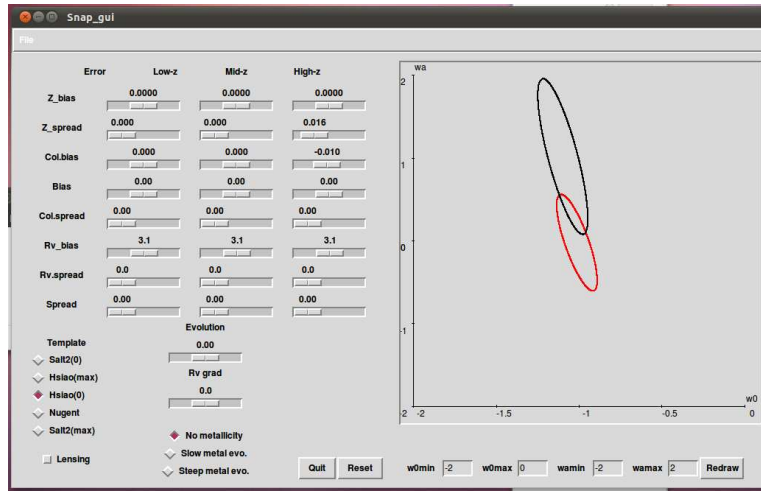 Snap_gui
File
Error Low-z Mid-z High-z
Z_bias 0.0000 0.0000 0.0000
Z_spread 0.000 0.000 0.016
Col.bias 0.000 0.000 -0.010
Bias 0.00 0.00 0.00
Col.spread 0.00 0.00 0.00
Rv_bias 3.1 3.1 3.1
Rv.spread 0.0 0.0 0.0
Spread 0.00 0.00 0.00
Evolution
Template 0.00
Salt2(0)
Hsiao(max) Rv grad
Hsiao(0) 0.0
Nugent
Salt2(max) No metallicity
Slow metal evo.
Lensing Steep metal evo.
Quit Reset
wa
2
1
0
-1
-2 -2 -1.5 -1 -0.5 0
w0
w0min -2 w0max 0 wamin -2 wamax 2 Redraw